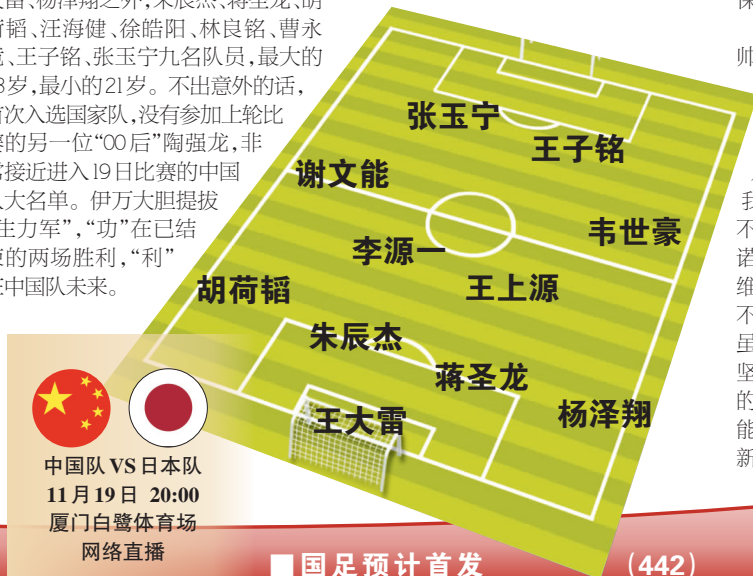 雷、杨泽翔之外,朱辰杰、蒋圣龙、胡
荷韬、汪海健、徐皓阳、林良铭、曹永
竞、王子铭、张玉宁九名队员,最大的
8岁,最小的21岁。不出意外的话,
首次入选国家队,没有参加上轮比
赛的另一位“00后”陶强龙,非
常接近进入19日比赛的中国
队大名单。伊万大胆提拔
“生力军”,“功”在已结
束的两场胜利,“利”
在中国队未来。
张玉宁
王子铭
谢文能
韦世豪
李源一
王上源
胡荷韬
朱辰杰
蒋圣龙
杨泽翔
王大雷
中国队 VS 日本队
11月19日 20:00
厦门白鹭体育场
网络直播
■国足预计首发 (442)
帅
我
不
诺
维
不
虽
坚
的
能
新